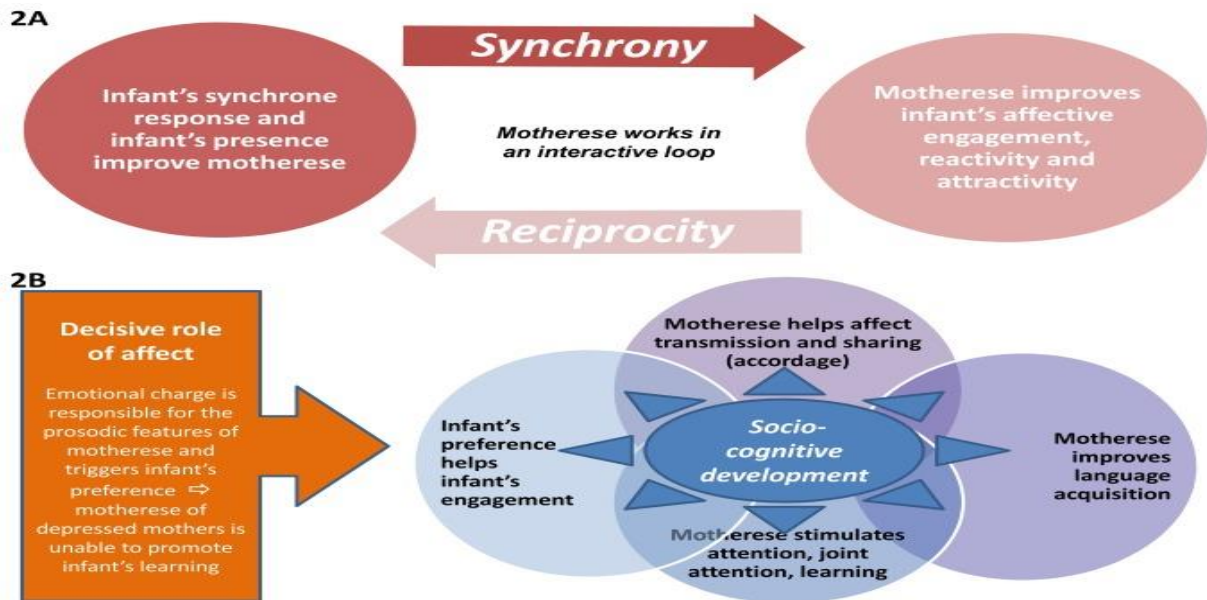 2A
Synchrony
Infant's synchrone
response and
infant's presence
improve motherese
Motherese works in
an interactive loop
Motherese improves
infant's affective
engagement,
reactivity and
attractivity
Reciprocity
2B
Decisive role
of affect
Emotional charge is
responsible for the
prosodic features of
motherese and
triggers infant's
preference ⇨
motherese of
depressed mothers is
unable to promote
infant's learning
Motherese helps affect
transmission and sharing
(accordage)
Infant's
preference
helps
infant's
engagement
Socio-
cognitive
development
Motherese
improves
language
acquisition
Motherese stimulates
attention, joint
attention, learning